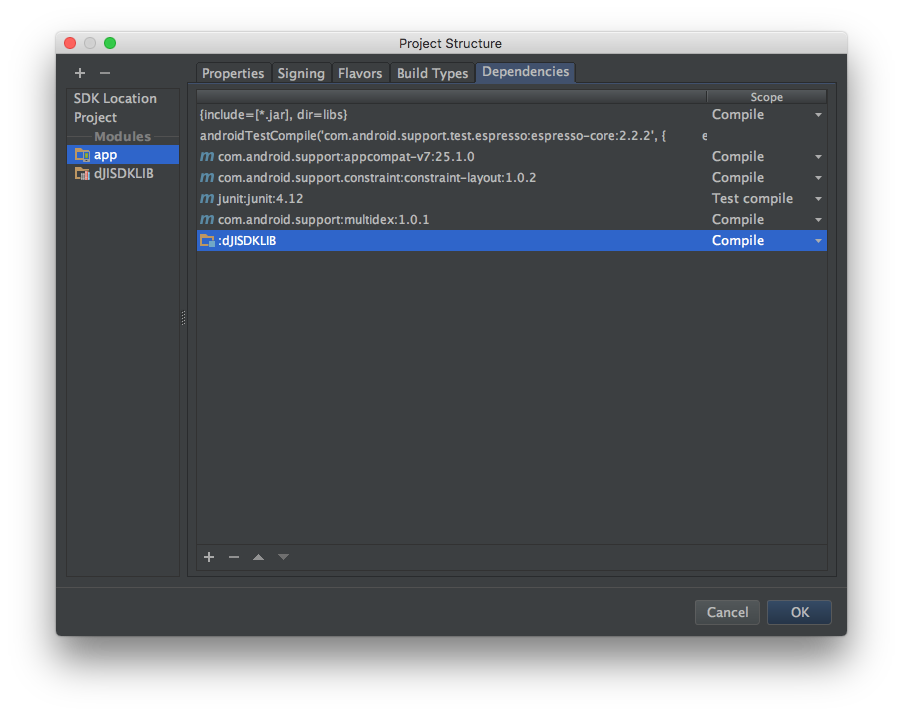 Project Structure
Properties Signing Flavors Build Types Dependencies
SDK Location
Project
Modules
app
dJISDKLIB
Scope
{include=[*.jar], dir=libs} Compile
androidTestCompile('com.android.support.test.espresso:espresso-core:2.2.2', { e
m com.android.support:appcompat-v7:25.1.0 Compile
m com.android.support.constraint:constraint-layout:1.0.2 Compile
m junit:junit:4.12 Test compile
m com.android.support:multidex:1.0.1 Compile
:dJISDKLIB Compile
Cancel OK